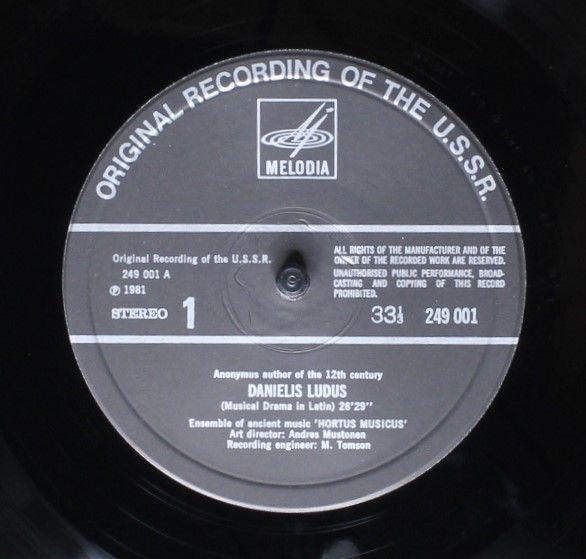 ORIGINAL RECORDING OF THE U.S.S.R.
MELODIA
Original Recording of the U.S.S.R.
249 001 A
Ⓟ 1981
STEREO 1
ALL RIGHTS OF THE MANUFACTURER AND OF THE
OWNER OF THE RECORDED WORK ARE RESERVED.
UNAUTHORISED PUBLIC PERFORMANCE, BROAD-
CASTING AND COPYING OF THIS RECORD
PROHIBITED.
33⅓ 249 001
Anonymus author of the 12th century
DANIELIS LUDUS
(Musical Drama in Latin) 26'29''
Ensemble of ancient music 'HORTUS MUSICUS'
Art director: Andres Mustonen
Recording engineer: M. Tomson